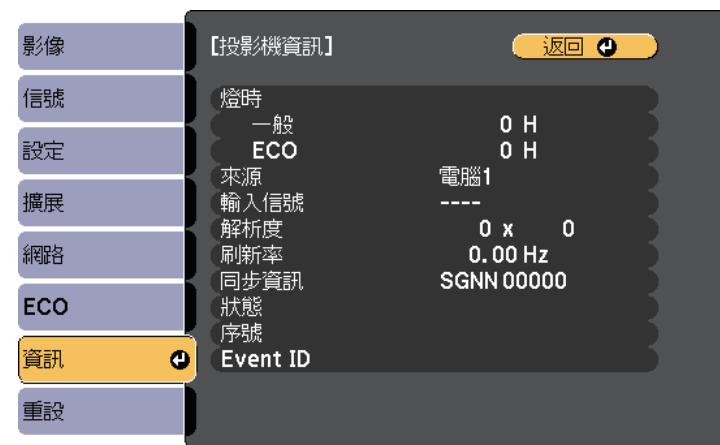 影像
信號
設定
擴展
網路
ECO
資訊
重設
[投影機資訊] 返回
燈時
一般 0 H
ECO 0 H
來源 電腦1
輸入信號 ----
解析度 0 x 0
刷新率 0.00 Hz
同步資訊 SGNN 00000
狀態
序號
Event ID